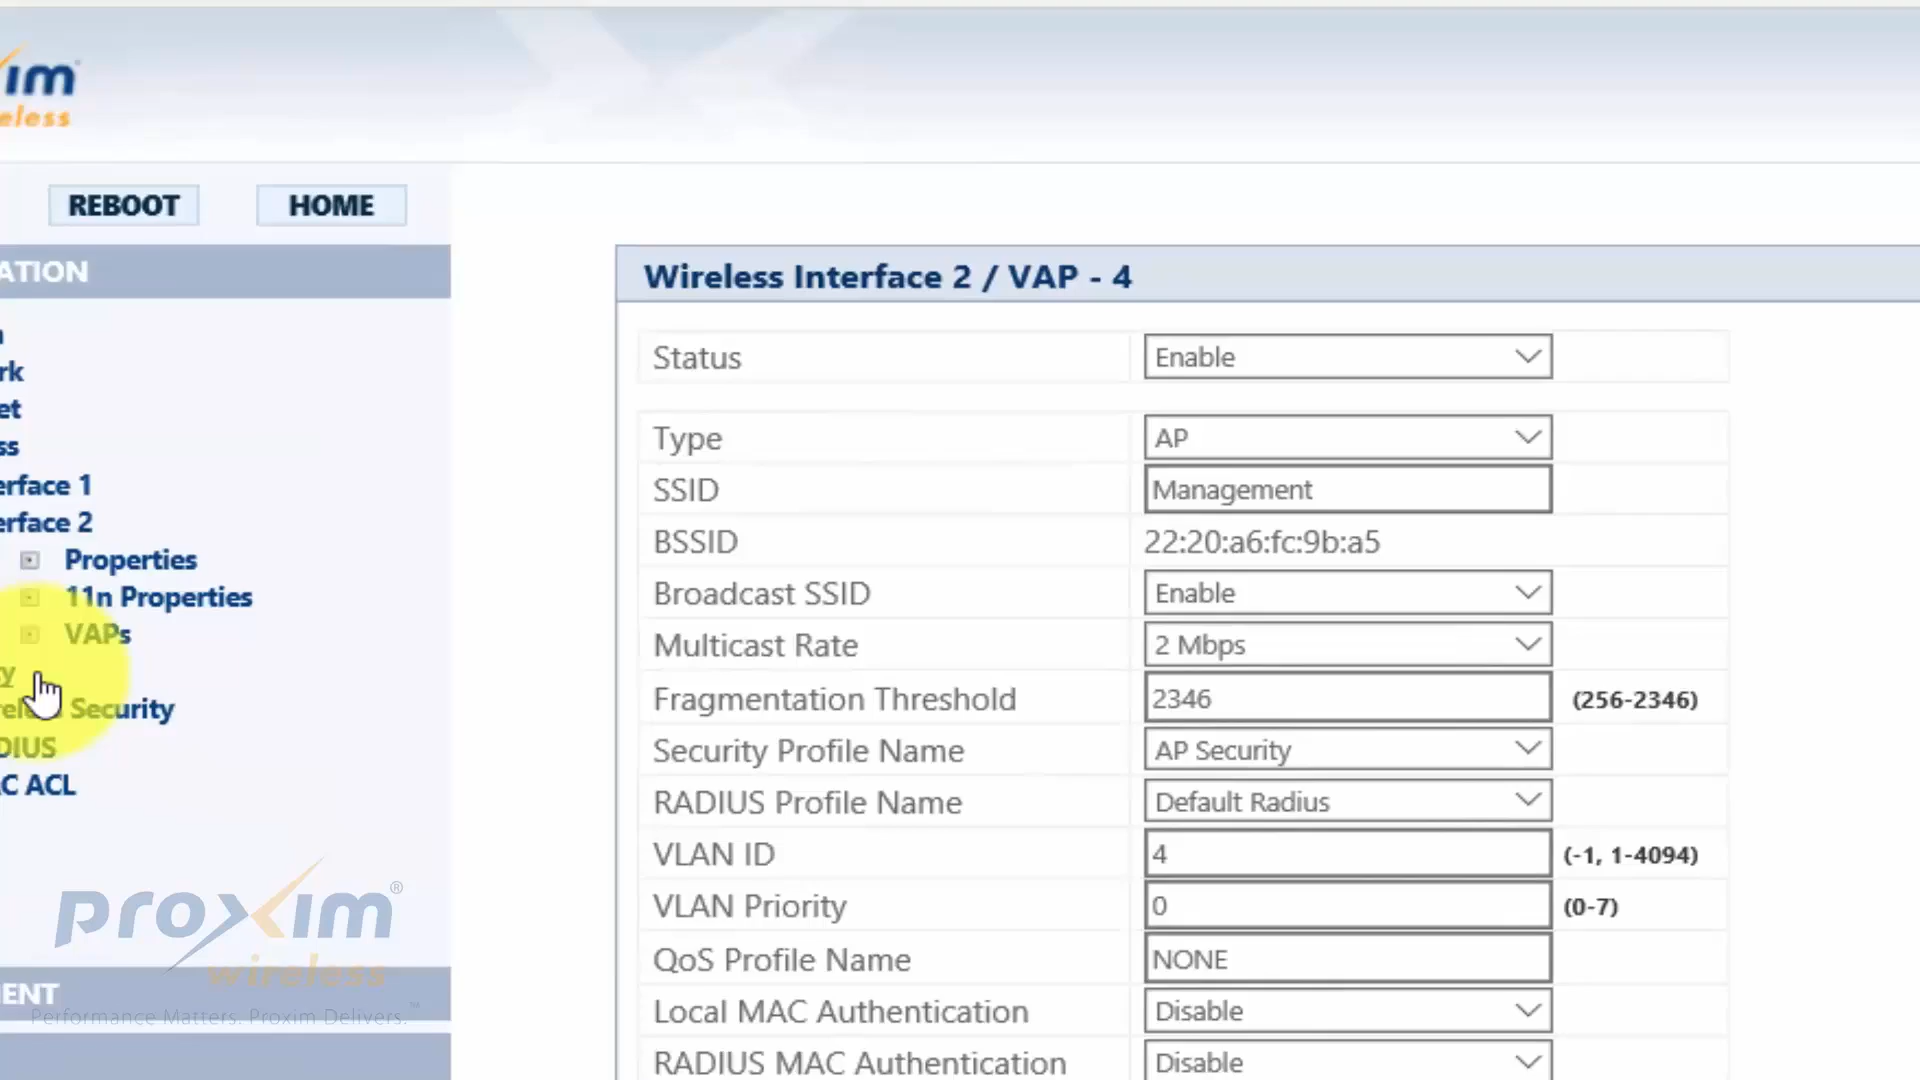 im
eless
REBOOT HOME
ATION
rk
et
ss
erface 1
erface 2
Properties
11n Properties
VAPs
y
Security
DIUS
C ACL
proxim®
wireless
ENT
Performance Matters. Proxim Delivers.™
Wireless Interface 2 / VAP - 4
Status Enable
Type AP
SSID Management
BSSID 22:20:a6:fc:9b:a5
Broadcast SSID Enable
Multicast Rate 2 Mbps
Fragmentation Threshold 2346 (256-2346)
Security Profile Name AP Security
RADIUS Profile Name Default Radius
VLAN ID 4 (-1, 1-4094)
VLAN Priority 0 (0-7)
QoS Profile Name NONE
Local MAC Authentication Disable
RADIUS MAC Authentication Disable